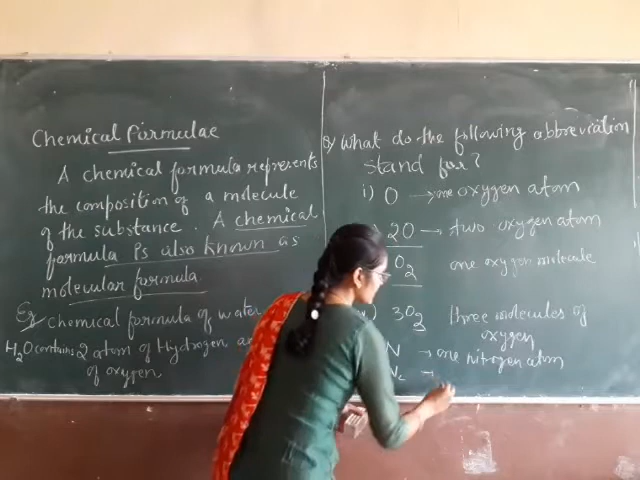 Chemical Formulae
A chemical formula represents
the composition of a molecule
of the substance. A chemical
formula is also known as
molecular formula.
Eg chemical formula of water
H2O contains 2 atom of Hydrogen
of oxygen
Q) What do the following abbreviation
stand for?
i) O → one oxygen atom
2O → two oxygen atom
O2 one oxygen molecule
3O2 three molecules of
oxygen
N → one nitrogen atom
N2 →